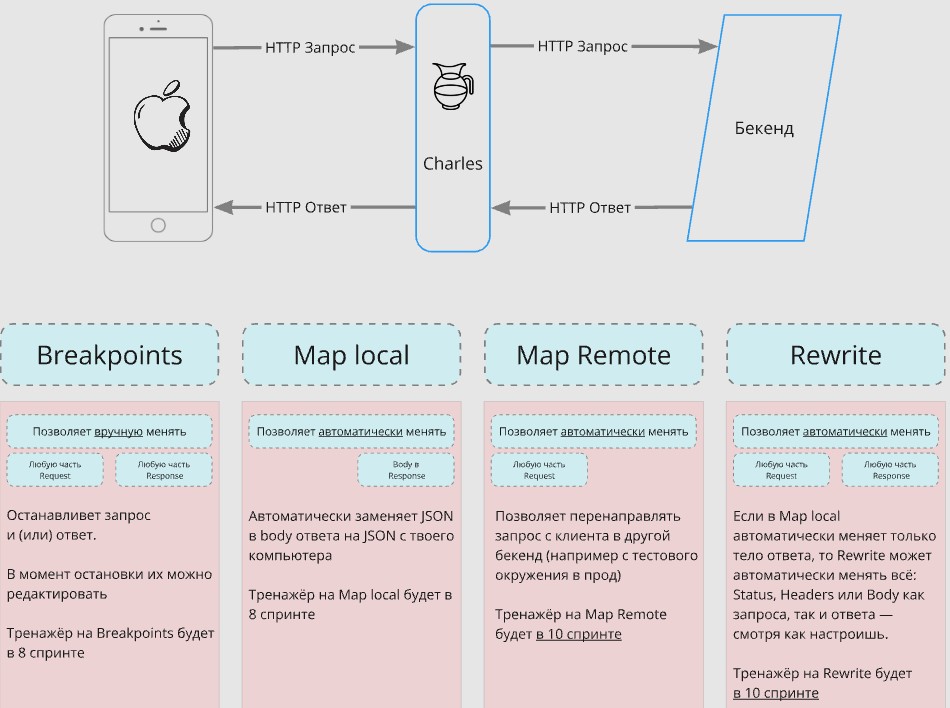 HTTP Запрос
HTTP Запрос
Charles
Бекенд
HTTP Ответ
HTTP Ответ
Breakpoints
Позволяет вручную менять
Любую часть
Request
Любую часть
Response
Останавливет запрос
и (или) ответ.
В момент остановки их можно
редактировать
Тренажёр на Breakpoints будет
в 8 спринте
Map local
Позволяет автоматически менять
Body в
Response
Автоматически заменяет JSON
в body ответа на JSON с твоего
компьютера
Тренажёр на Map local будет в
8 спринте
Map Remote
Позволяет автоматически менять
Любую часть
Request
Позволяет перенаправлять
запрос с клиента в другой
бекенд (например с тестового
окружения в прод)
Тренажёр на Map Remote
будет в 10 спринте
Rewrite
Позволяет автоматически менять
Любую часть
Request
Любую часть
Response
Если в Map local
автоматически меняет только
тело ответа, то Rewrite может
автоматически менять всё:
Status, Headers или Body как
запроса, так и ответа —
смотря как настроишь.
Тренажёр на Rewrite будет
в 10 спринте